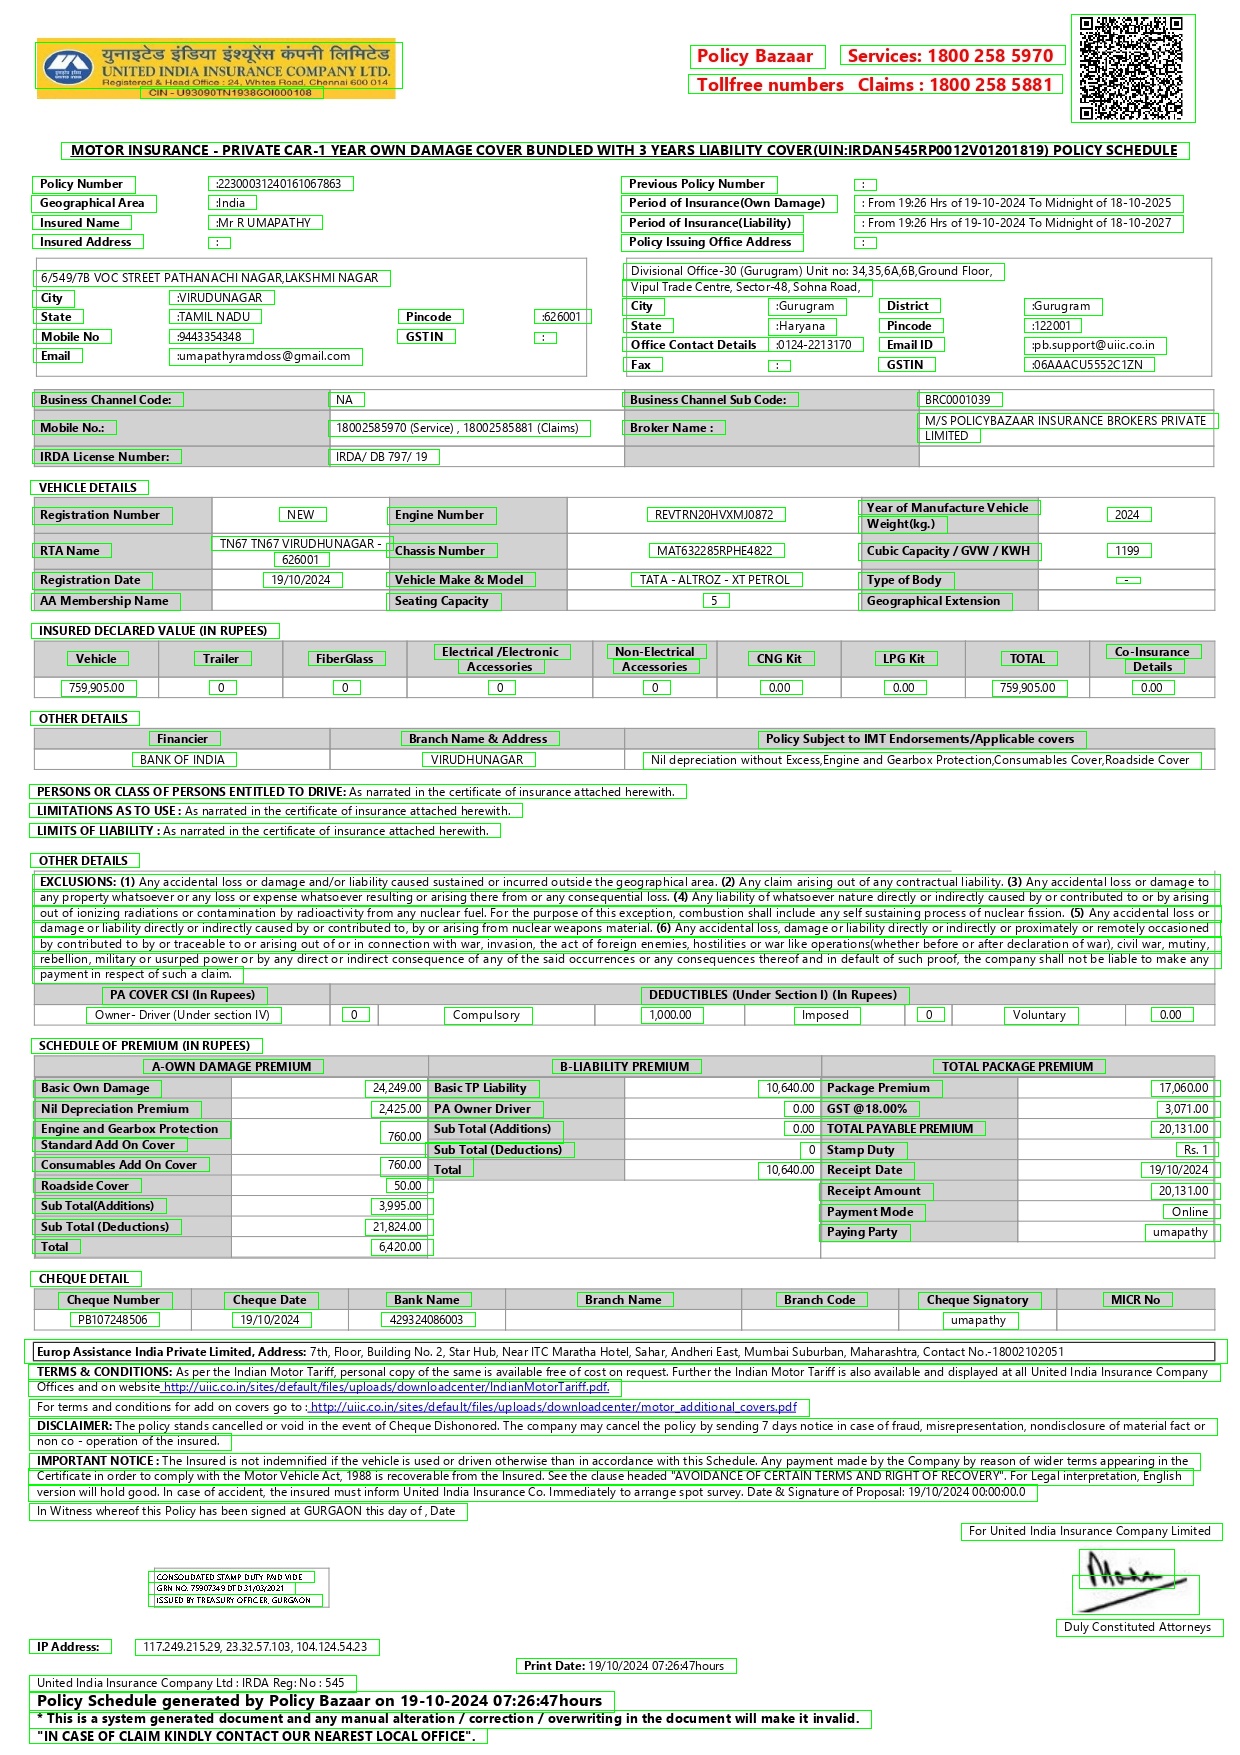 युनाइटेड इंडिया इंश्यूरेंस कंपनी लिमिटेड
UNITED INDIA INSURANCE COMPANY LTD.
Registered & Head Office : 24, Whites Road, Chennai 600 014
CIN - U93090TN1938GOI000108
Policy Bazaar Services: 1800 258 5970
Tollfree numbers Claims : 1800 258 5881
MOTOR INSURANCE - PRIVATE CAR-1 YEAR OWN DAMAGE COVER BUNDLED WITH 3 YEARS LIABILITY COVER(UIN:IRDAN545RP0012V01201819) POLICY SCHEDULE
Policy Number :22300031240161067863 Previous Policy Number :
Geographical Area :India Period of Insurance(Own Damage) : From 19:26 Hrs of 19-10-2024 To Midnight of 18-10-2025
Insured Name :Mr R UMAPATHY Period of Insurance(Liability) : From 19:26 Hrs of 19-10-2024 To Midnight of 18-10-2027
Insured Address : Policy Issuing Office Address :
6/549/7B VOC STREET PATHANACHI NAGAR,LAKSHMI NAGAR
City :VIRUDUNAGAR
State :TAMIL NADU Pincode :626001
Mobile No :9443354348 GSTIN :
Email :umapathyramdoss@gmail.com
Divisional Office-30 (Gurugram) Unit no: 34,35,6A,6B,Ground Floor,
Vipul Trade Centre, Sector-48, Sohna Road,
City :Gurugram District :Gurugram
State :Haryana Pincode :122001
Office Contact Details :0124-2213170 Email ID :pb.support@uiic.co.in
Fax : GSTIN :06AAACU5552C1ZN
Business Channel Code: NA Business Channel Sub Code: BRC0001039
Mobile No.: 18002585970 (Service) , 18002585881 (Claims) Broker Name : M/S POLICYBAZAAR INSURANCE BROKERS PRIVATE
LIMITED
IRDA License Number: IRDA/ DB 797/ 19
VEHICLE DETAILS
Registration Number NEW Engine Number REVTRN20HVXMJ0872 Year of Manufacture Vehicle
Weight(kg.) 2024
RTA Name TN67 TN67 VIRUDHUNAGAR -
626001 Chassis Number MAT632285RPHE4822 Cubic Capacity / GVW / KWH 1199
Registration Date 19/10/2024 Vehicle Make & Model TATA - ALTROZ - XT PETROL Type of Body -
AA Membership Name Seating Capacity 5 Geographical Extension
INSURED DECLARED VALUE (IN RUPEES)
Vehicle Trailer FiberGlass Electrical /Electronic
Accessories Non-Electrical
Accessories CNG Kit LPG Kit TOTAL Co-Insurance
Details
759,905.00 0 0 0 0 0.00 0.00 759,905.00 0.00
OTHER DETAILS
Financier Branch Name & Address Policy Subject to IMT Endorsements/Applicable covers
BANK OF INDIA VIRUDHUNAGAR Nil depreciation without Excess,Engine and Gearbox Protection,Consumables Cover,Roadside Cover
PERSONS OR CLASS OF PERSONS ENTITLED TO DRIVE: As narrated in the certificate of insurance attached herewith.
LIMITATIONS AS TO USE : As narrated in the certificate of insurance attached herewith.
LIMITS OF LIABILITY : As narrated in the certificate of insurance attached herewith.
OTHER DETAILS
EXCLUSIONS: (1) Any accidental loss or damage and/or liability caused sustained or incurred outside the geographical area. (2) Any claim arising out of any contractual liability. (3) Any accidental loss or damage to
any property whatsoever or any loss or expense whatsoever resulting or arising there from or any consequential loss. (4) Any liability of whatsoever nature directly or indirectly caused by or contributed to or by arising
out of ionizing radiations or contamination by radioactivity from any nuclear fuel. For the purpose of this exception, combustion shall include any self sustaining process of nuclear fission. (5) Any accidental loss or
damage or liability directly or indirectly caused by or contributed to, by or arising from nuclear weapons material. (6) Any accidental loss, damage or liability directly or indirectly or proximately or remotely occasioned
by contributed to by or traceable to or arising out of or in connection with war, invasion, the act of foreign enemies, hostilities or war like operations(whether before or after declaration of war), civil war, mutiny,
rebellion, military or usurped power or by any direct or indirect consequence of any of the said occurrences or any consequences thereof and in default of such proof, the company shall not be liable to make any
payment in respect of such a claim.
PA COVER CSI (In Rupees) DEDUCTIBLES (Under Section I) (In Rupees)
Owner- Driver (Under section IV) 0 Compulsory 1,000.00 Imposed 0 Voluntary 0.00
SCHEDULE OF PREMIUM (IN RUPEES)
A-OWN DAMAGE PREMIUM B-LIABILITY PREMIUM TOTAL PACKAGE PREMIUM
Basic Own Damage 24,249.00 Basic TP Liability 10,640.00 Package Premium 17,060.00
Nil Depreciation Premium 2,425.00 PA Owner Driver 0.00 GST @18.00% 3,071.00
Engine and Gearbox Protection
Standard Add On Cover 760.00 Sub Total (Additions) 0.00 TOTAL PAYABLE PREMIUM 20,131.00
Sub Total (Deductions) 0 Stamp Duty Rs. 1
Consumables Add On Cover 760.00 Total 10,640.00 Receipt Date 19/10/2024
Roadside Cover 50.00 Receipt Amount 20,131.00
Sub Total(Additions) 3,995.00 Payment Mode Online
Sub Total (Deductions) 21,824.00 Paying Party umapathy
Total 6,420.00
CHEQUE DETAIL
Cheque Number Cheque Date Bank Name Branch Name Branch Code Cheque Signatory MICR No
PB107248506 19/10/2024 429324086003 umapathy
Europ Assistance India Private Limited, Address: 7th, Floor, Building No. 2, Star Hub, Near ITC Maratha Hotel, Sahar, Andheri East, Mumbai Suburban, Maharashtra, Contact No.-18002102051
TERMS & CONDITIONS: As per the Indian Motor Tariff, personal copy of the same is available free of cost on request. Further the Indian Motor Tariff is also available and displayed at all United India Insurance Company
Offices and on website http://uiic.co.in/sites/default/files/uploads/downloadcenter/IndianMotorTariff.pdf.
For terms and conditions for add on covers go to : http://uiic.co.in/sites/default/files/uploads/downloadcenter/motor_additional_covers.pdf
DISCLAIMER: The policy stands cancelled or void in the event of Cheque Dishonored. The company may cancel the policy by sending 7 days notice in case of fraud, misrepresentation, nondisclosure of material fact or
non co - operation of the insured.
IMPORTANT NOTICE : The Insured is not indemnified if the vehicle is used or driven otherwise than in accordance with this Schedule. Any payment made by the Company by reason of wider terms appearing in the
Certificate in order to comply with the Motor Vehicle Act, 1988 is recoverable from the Insured. See the clause headed "AVOIDANCE OF CERTAIN TERMS AND RIGHT OF RECOVERY". For Legal interpretation, English
version will hold good. In case of accident, the insured must inform United India Insurance Co. Immediately to arrange spot survey. Date & Signature of Proposal: 19/10/2024 00:00:00.0
In Witness whereof this Policy has been signed at GURGAON this day of , Date
For United India Insurance Company Limited
CONSOLIDATED STAMP DUTY PAID VIDE
GRN NO. 75907349 DTD 31/03/2021
ISSUED BY TREASURY OFFICER, GURGAON
Duly Constituted Attorneys
IP Address: 117.249.215.29, 23.32.57.103, 104.124.54.23
Print Date: 19/10/2024 07:26:47hours
United India Insurance Company Ltd : IRDA Reg: No : 545
Policy Schedule generated by Policy Bazaar on 19-10-2024 07:26:47hours
* This is a system generated document and any manual alteration / correction / overwriting in the document will make it invalid.
"IN CASE OF CLAIM KINDLY CONTACT OUR NEAREST LOCAL OFFICE".